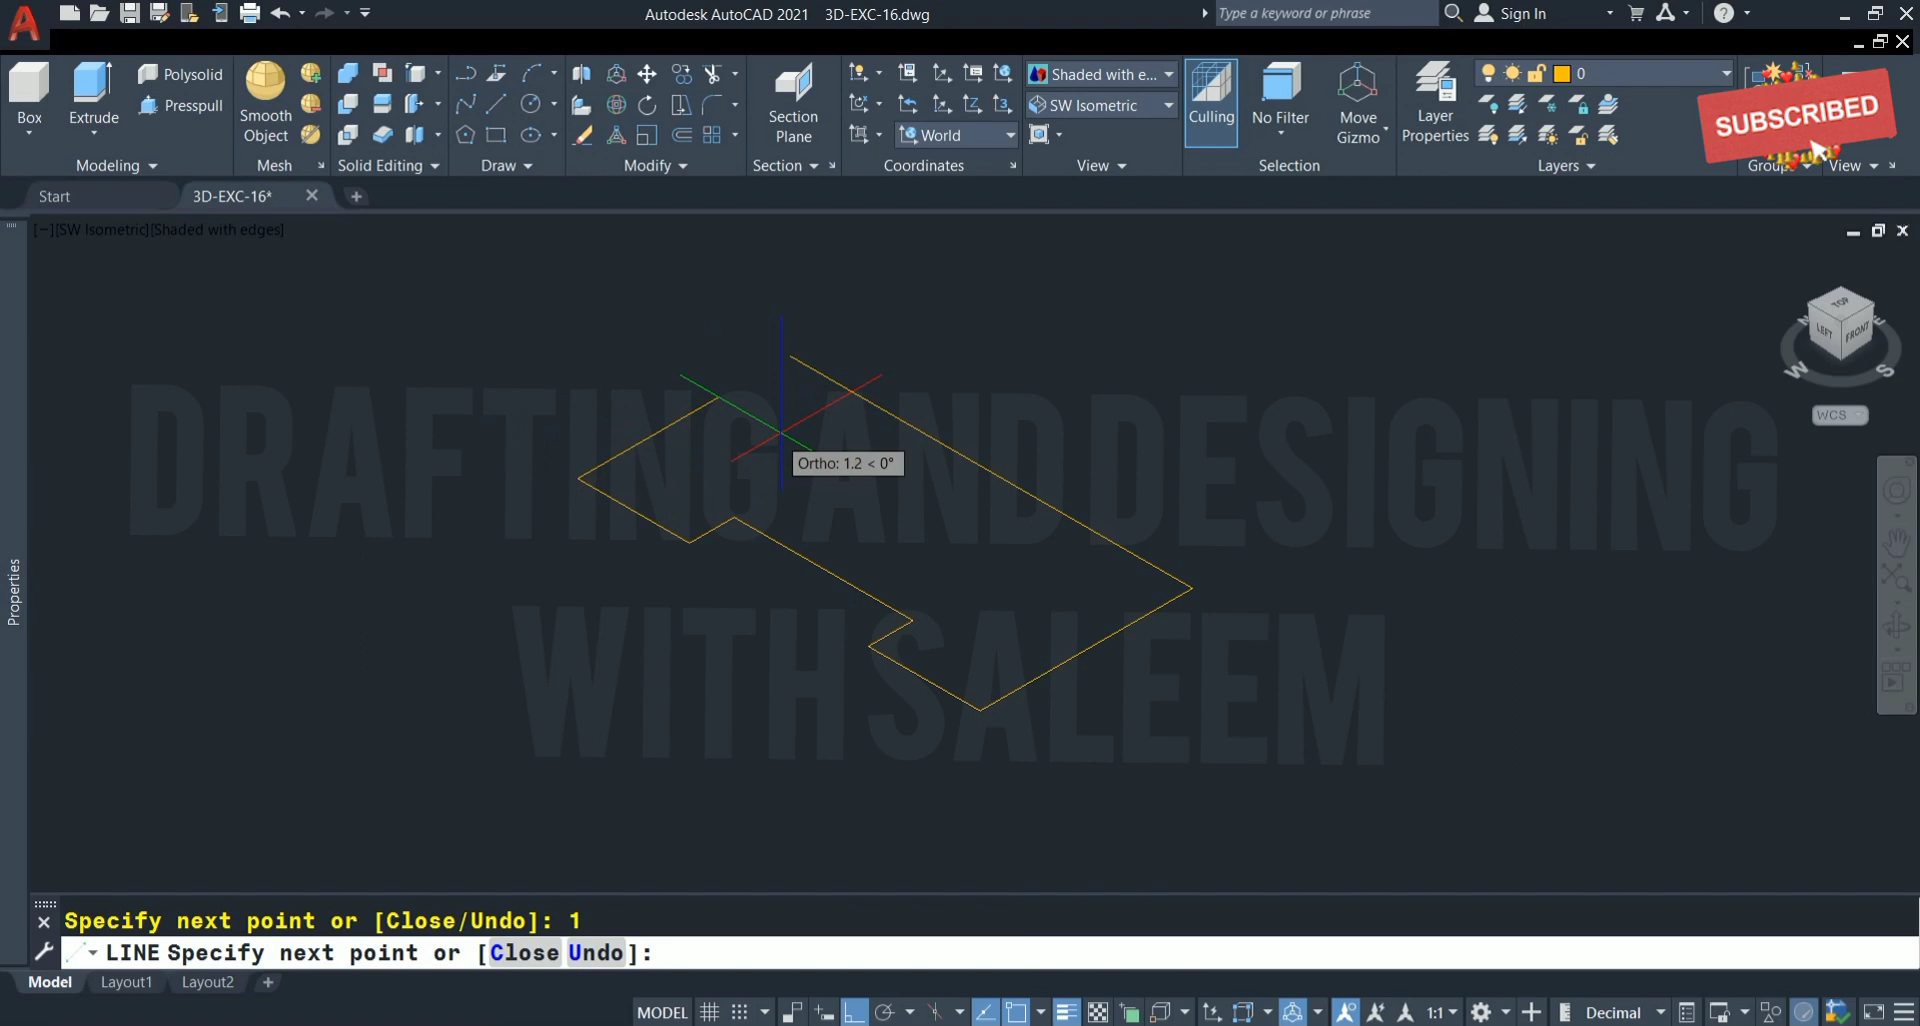 Autodesk AutoCAD 2021 3D-EXC-16.dwg
Type a keyword or phrase
Sign In
Box
Extrude
Polysolid
Presspull
Smooth
Object
Section
Plane
World
Shaded with e...
SW Isometric
Culling
No Filter
Move
Gizmo
Layer
Properties
0
SUBSCRIBED
Modeling
Mesh
Solid Editing
Draw
Modify
Section
Coordinates
View
Selection
Layers
Group
View
Start
3D-EXC-16*
[−][SW Isometric][Shaded with edges]
TOP
LEFT
FRONT
W
S
WCS
DRAFTING AND DESIGNING
WITH SALEEM
Ortho: 1.2 < 0°
Properties
Specify next point or [Close/Undo]: 1
LINE Specify next point or [Close Undo]:
Model
Layout1
Layout2
MODEL
1:1
Decimal